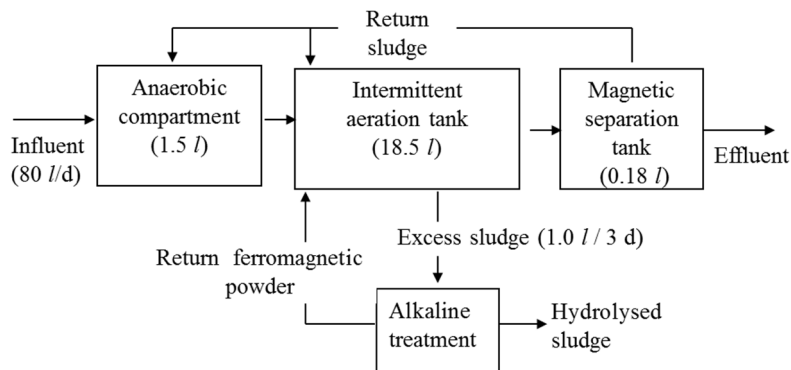 Return
sludge
Anaerobic
compartment
(1.5 l)
Intermittent
aeration tank
(18.5 l)
Magnetic
separation
tank
(0.18 l)
Influent
(80 l/d)
Effluent
Excess sludge (1.0 l / 3 d)
Return ferromagnetic
powder
Alkaline
treatment
Hydrolysed
sludge